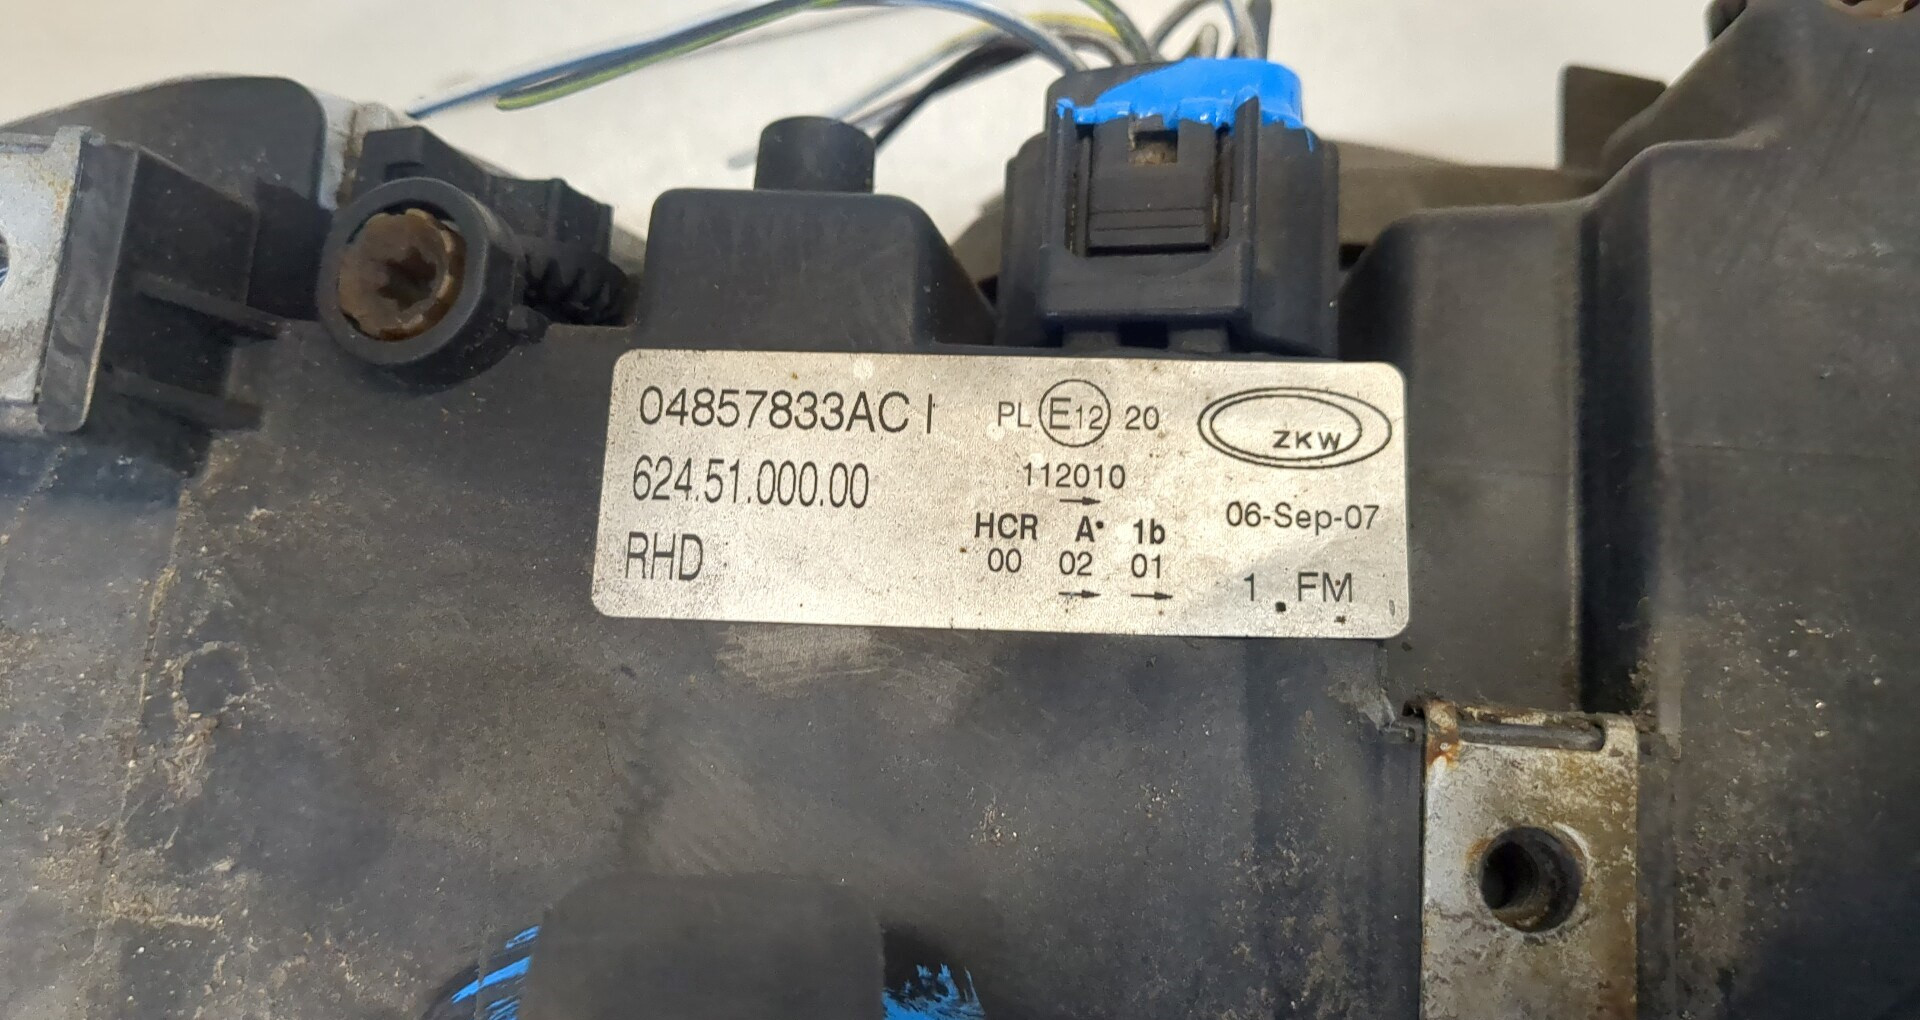 04857833AC I
624.51.000.00
RHD
PL E12 20
112010
→
HCR A• 1b
00 02 01
→ →
ZKW
06-Sep-07
1 FM